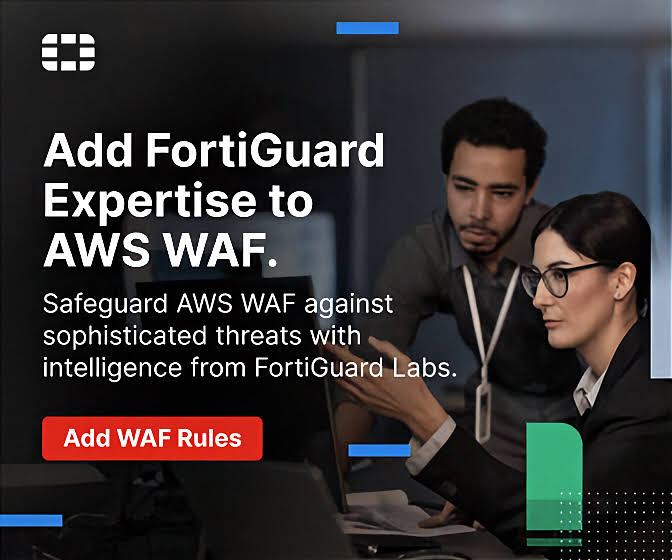 Add FortiGuard
Expertise to
AWS WAF.
Safeguard AWS WAF against
sophisticated threats with
intelligence from FortiGuard Labs.
Add WAF Rules